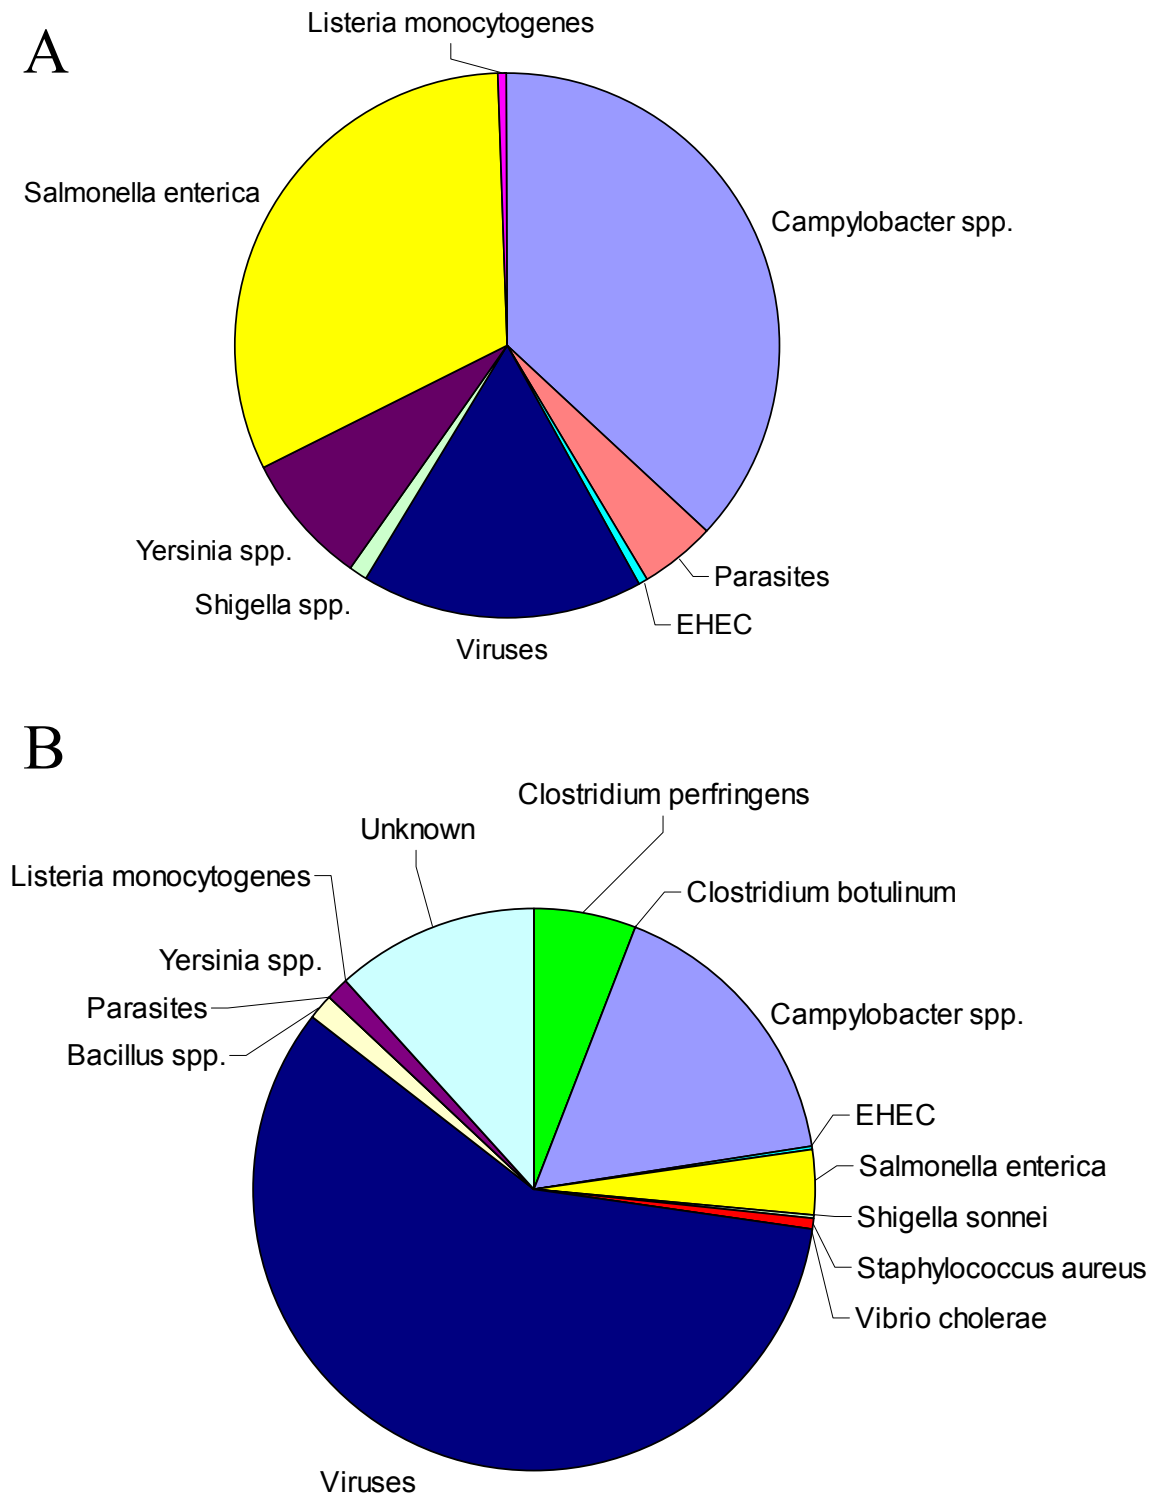 A
Listeria monocytogenes
Salmonella enterica
Campylobacter spp.
Yersinia spp.
Parasites
Shigella spp.
EHEC
Viruses
B
Clostridium perfringens
Unknown
Listeria monocytogenes
Clostridium botulinum
Yersinia spp.
Parasites
Campylobacter spp.
Bacillus spp.
EHEC
Salmonella enterica
Shigella sonnei
Staphylococcus aureus
Vibrio cholerae
Viruses